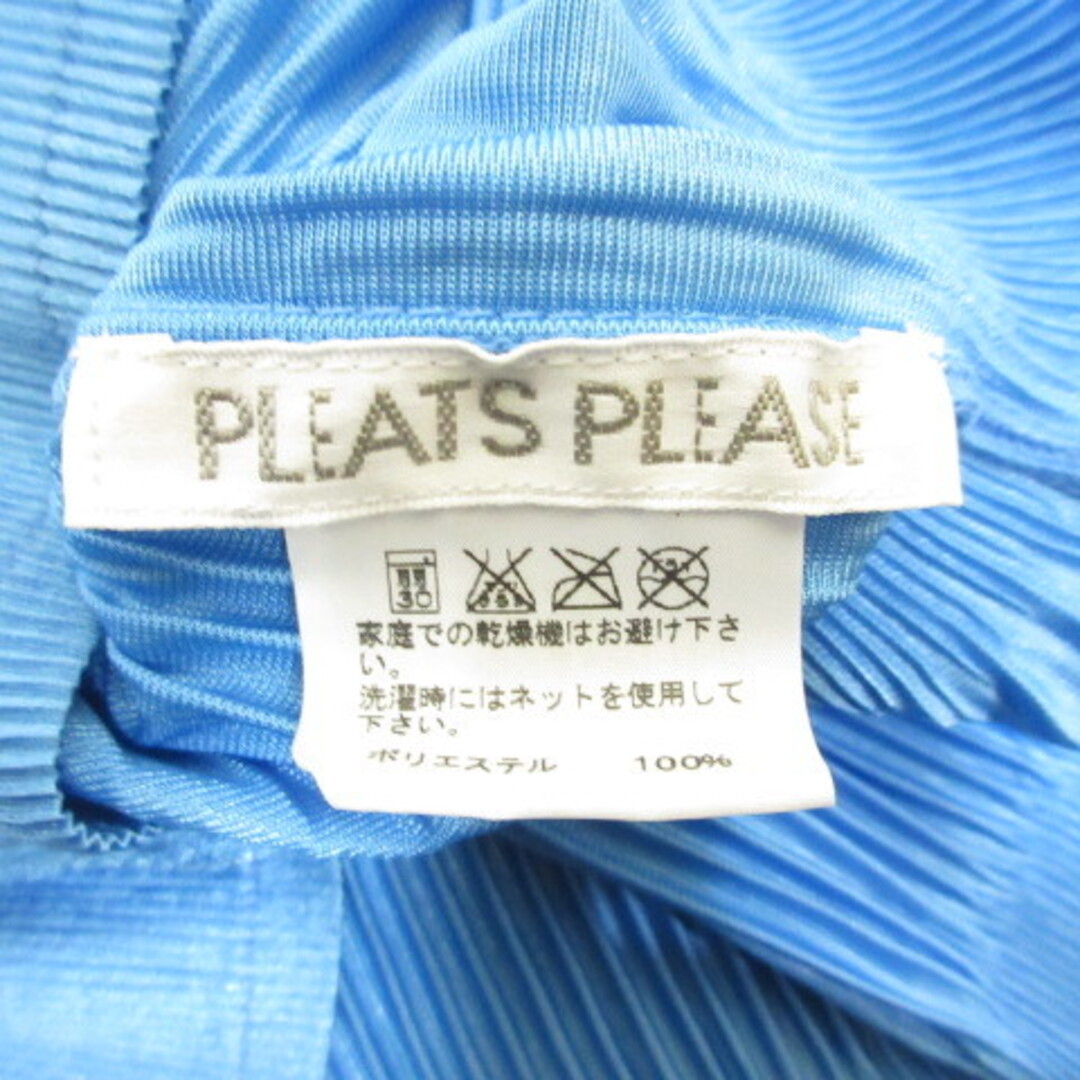 PLEATS PLEASE
30
家庭での乾燥機はお避け下さ
い。
洗濯時にはネットを使用して
下さい。
ポリエステル 100%